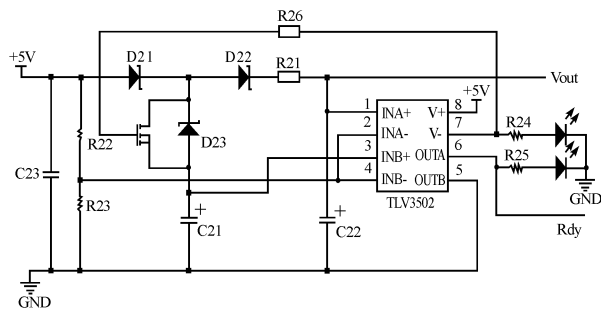 R26
+5V
D21
D22
R21
Vout
+5V
1
INA+
V+
8
2
INA-
V-
7
R24
3
INB+
OUTA
6
R25
4
INB-
OUTB
5
TLV3502
R22
D23
C23
R23
C21
+
C22
+
GND
Rdy
GND